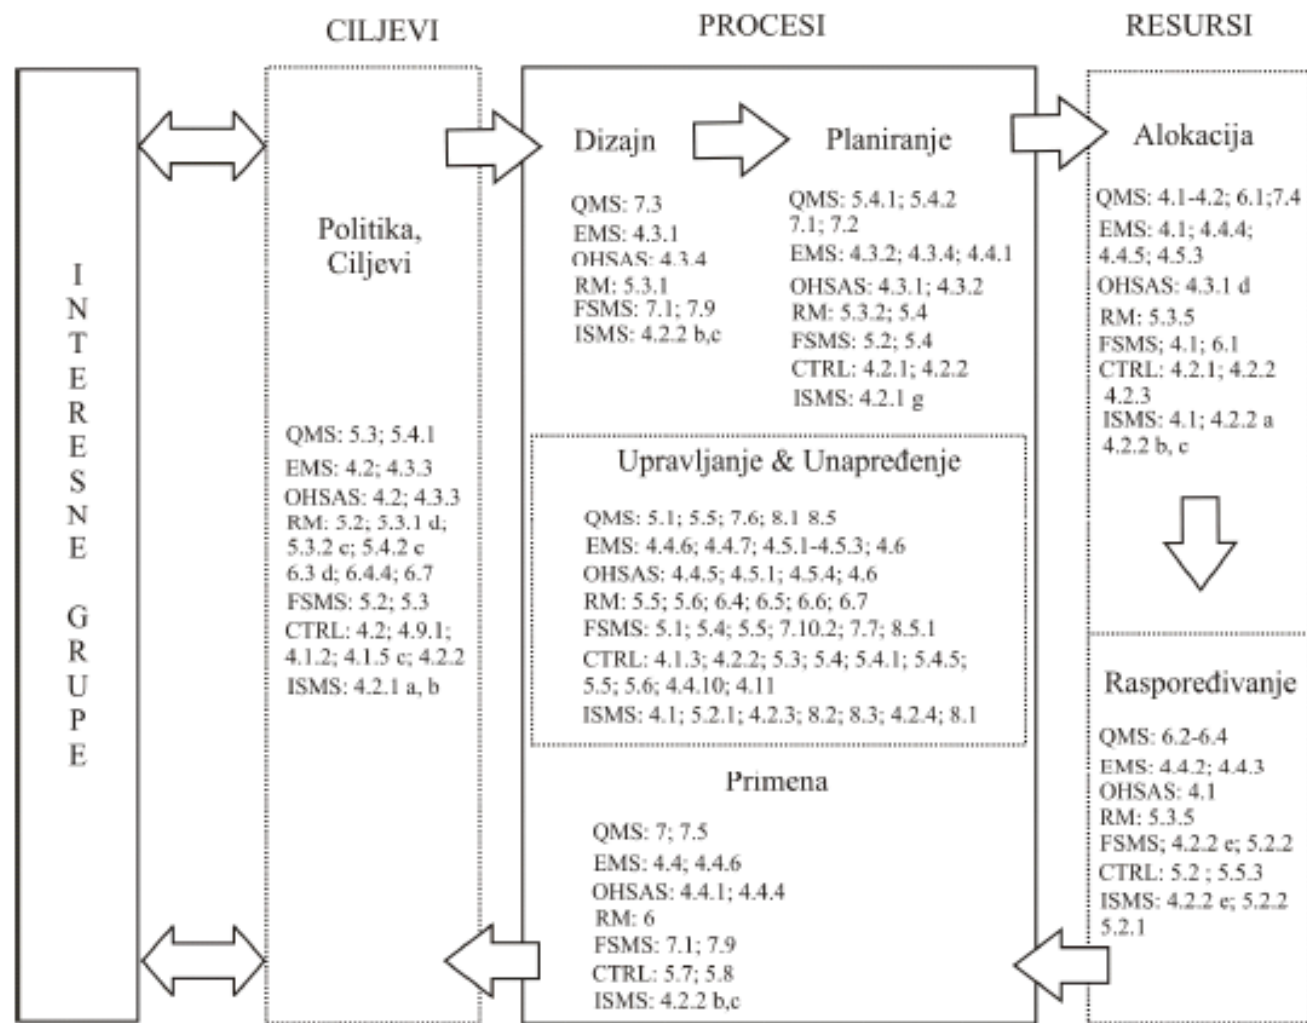 CILJEVI
PROCESI
RESURSI
INTERESNE GRUPE
Politika,
Ciljevi
QMS: 5.3; 5.4.1
EMS: 4.2; 4.3.3
OHSAS: 4.2; 4.3.3
RM: 5.2; 5.3.1 d;
5.3.2 c; 5.4.2 c
6.3 d; 6.4.4; 6.7
FSMS: 5.2; 5.3
CTRL: 4.2; 4.9.1;
4.1.2; 4.1.5 c; 4.2.2
ISMS: 4.2.1 a, b
Dizajn
QMS: 7.3
EMS: 4.3.1
OHSAS: 4.3.4
RM: 5.3.1
FSMS: 7.1; 7.9
ISMS: 4.2.2 b,c
Planiranje
QMS: 5.4.1; 5.4.2
7.1; 7.2
EMS: 4.3.2; 4.3.4; 4.4.1
OHSAS: 4.3.1; 4.3.2
RM: 5.3.2; 5.4
FSMS: 5.2; 5.4
CTRL: 4.2.1; 4.2.2
ISMS: 4.2.1 g
Upravljanje & Unapređenje
QMS: 5.1; 5.5; 7.6; 8.1 8.5
EMS: 4.4.6; 4.4.7; 4.5.1-4.5.3; 4.6
OHSAS: 4.4.5; 4.5.1; 4.5.4; 4.6
RM: 5.5; 5.6; 6.4; 6.5; 6.6; 6.7
FSMS: 5.1; 5.4; 5.5; 7.10.2; 7.7; 8.5.1
CTRL: 4.1.3; 4.2.2; 5.3; 5.4; 5.4.1; 5.4.5;
5.5; 5.6; 4.4.10; 4.11
ISMS: 4.1; 5.2.1; 4.2.3; 8.2; 8.3; 4.2.4; 8.1
Primena
QMS: 7; 7.5
EMS: 4.4; 4.4.6
OHSAS: 4.4.1; 4.4.4
RM: 6
FSMS: 7.1; 7.9
CTRL: 5.7; 5.8
ISMS: 4.2.2 b,c
Alokacija
QMS: 4.1-4.2; 6.1;7.4
EMS: 4.1; 4.4.4;
4.4.5; 4.5.3
OHSAS: 4.3.1 d
RM: 5.3.5
FSMS; 4.1; 6.1
CTRL: 4.2.1; 4.2.2
4.2.3
ISMS: 4.1; 4.2.2 a
4.2.2 b, c
Raspoređivanje
QMS: 6.2-6.4
EMS: 4.4.2; 4.4.3
OHSAS: 4.1
RM: 5.3.5
FSMS; 4.2.2 e; 5.2.2
CTRL: 5.2 ; 5.5.3
ISMS: 4.2.2 e; 5.2.2
5.2.1